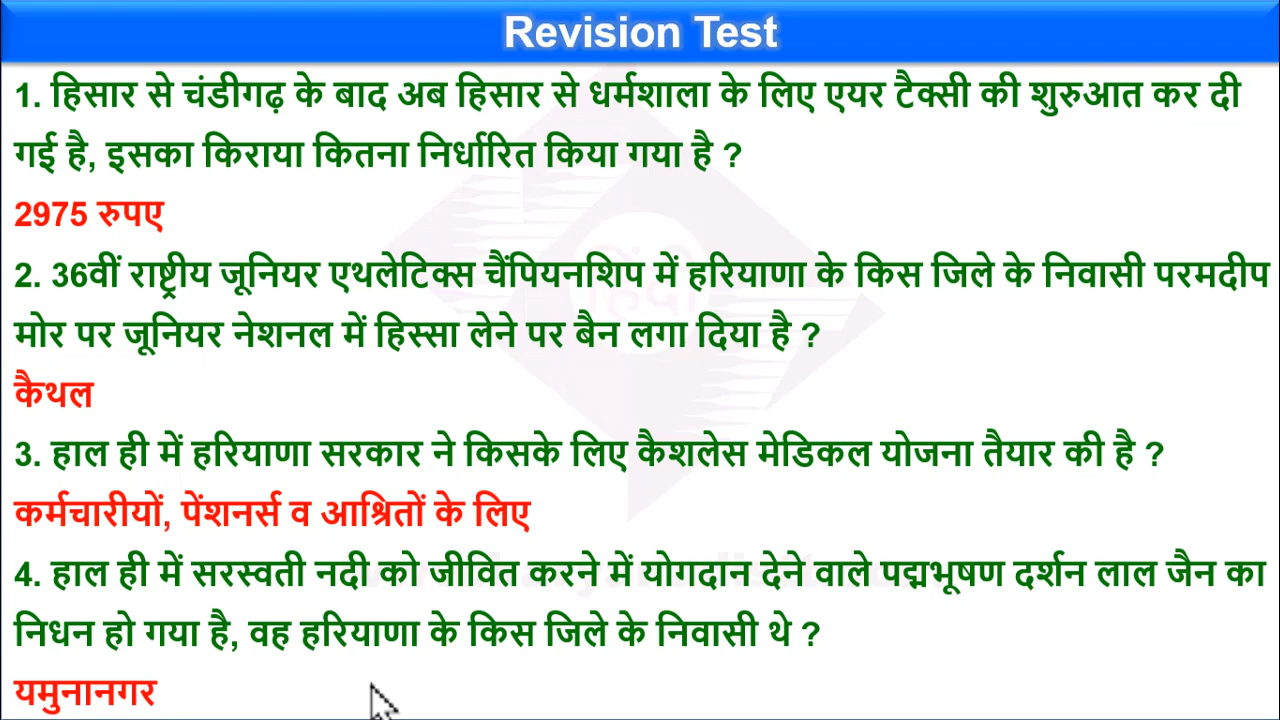 Revision Test
1. हिसार से चंडीगढ़ के बाद अब हिसार से धर्मशाला के लिए एयर टैक्सी की शुरुआत कर दी
गई है, इसका किराया कितना निर्धारित किया गया है ?
2975 रुपए
2. 36वीं राष्ट्रीय जूनियर एथलेटिक्स चैंपियनशिप में हरियाणा के किस जिले के निवासी परमदीप
मोर पर जूनियर नेशनल में हिस्सा लेने पर बैन लगा दिया है ?
कैथल
3. हाल ही में हरियाणा सरकार ने किसके लिए कैशलेस मेडिकल योजना तैयार की है ?
कर्मचारीयों, पेंशनर्स व आश्रितों के लिए
4. हाल ही में सरस्वती नदी को जीवित करने में योगदान देने वाले पद्मभूषण दर्शन लाल जैन का
निधन हो गया है, वह हरियाणा के किस जिले के निवासी थे ?
यमुनानगर